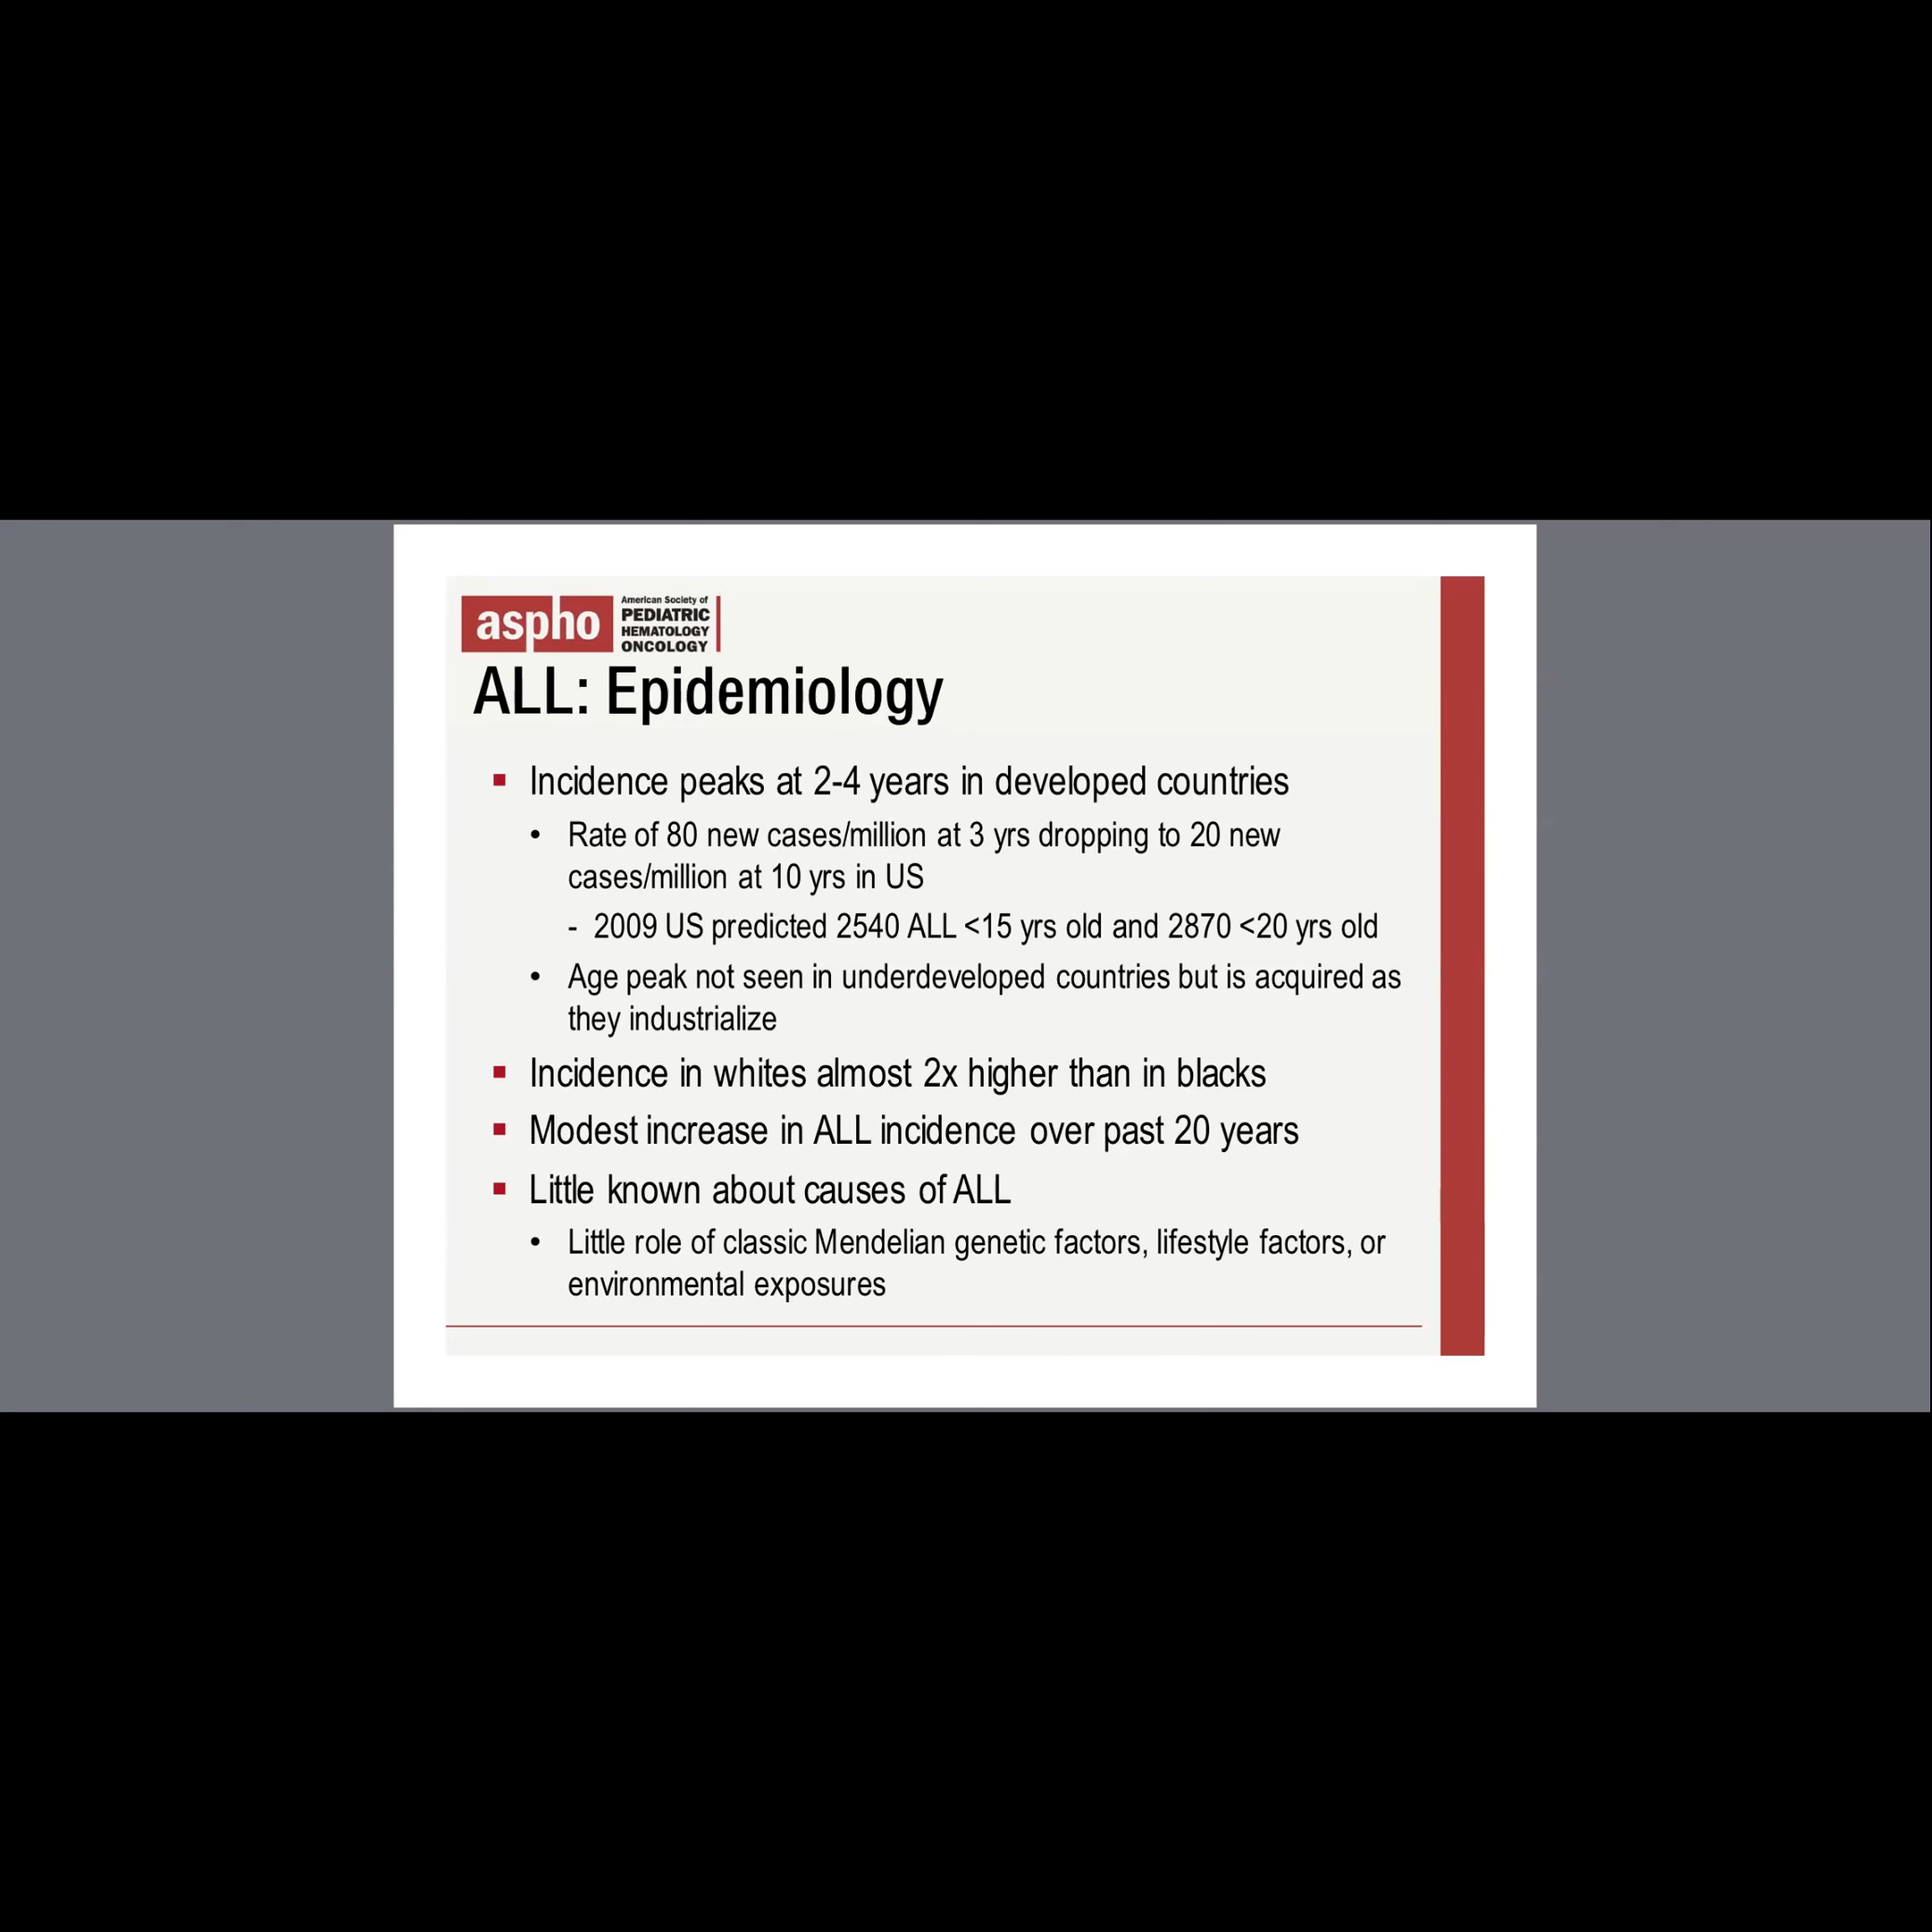 aspho
American Society of
PEDIATRIC
HEMATOLOGY
ONCOLOGY
ALL: Epidemiology
▪ Incidence peaks at 2-4 years in developed countries
• Rate of 80 new cases/million at 3 yrs dropping to 20 new
cases/million at 10 yrs in US
- 2009 US predicted 2540 ALL <15 yrs old and 2870 <20 yrs old
• Age peak not seen in underdeveloped countries but is acquired as
they industrialize
▪ Incidence in whites almost 2x higher than in blacks
▪ Modest increase in ALL incidence over past 20 years
▪ Little known about causes of ALL
• Little role of classic Mendelian genetic factors, lifestyle factors, or
environmental exposures